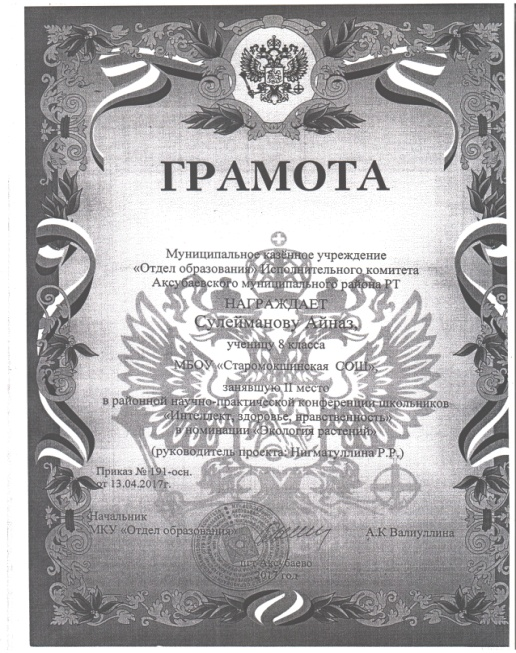 ГРАМОТА
Муниципальное казённое учреждение
«Отдел образования» Исполнительного комитета
Аксубаевского муниципального района РТ
НАГРАЖДАЕТ
Сулейманову Айназ,
ученицу 8 класса
МБОУ «Старомокшинская СОШ»,
занявшую II место
в районной научно-практической конференции школьников
«Интеллект, здоровье, нравственность»
в номинации «Экология растений»
(руководитель проекта: Нигматуллина Р.Р.)
Приказ № 191-осн.
от 13.04.2017г.
Начальник
МКУ «Отдел образования»
А.К Валиуллина
пгт Аксубаево
2017 год